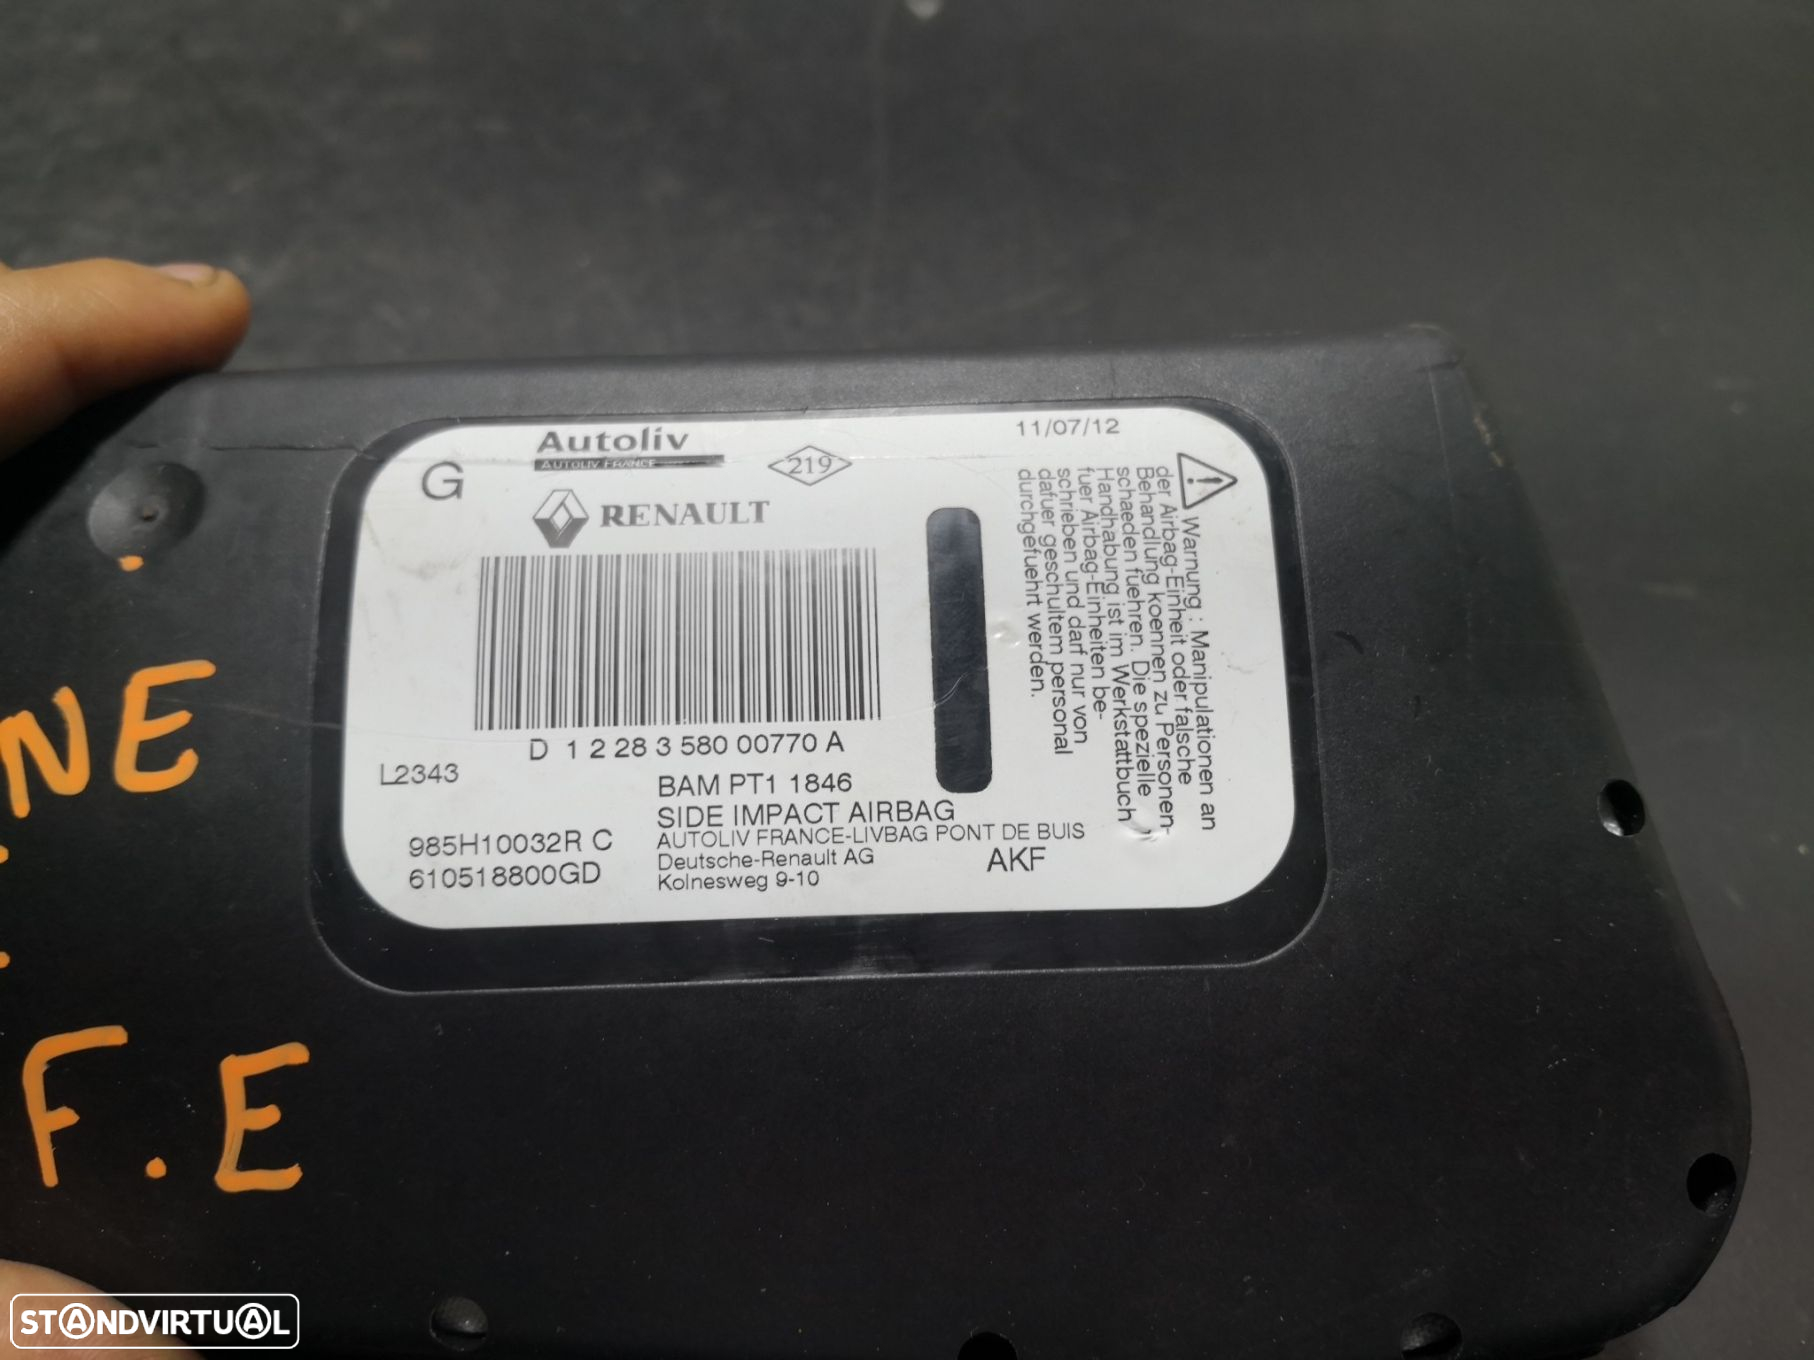 Autoliv
AUTOLIV FRANCE
G
219
RENAULT
11/07/12
D 1 2 28 3 580 00770 A
L2343
BAM PT1 1846
SIDE IMPACT AIRBAG
985H10032R C
610518800GD
AUTOLIV FRANCE-LIVBAG PONT DE BUIS
Deutsche-Renault AG
Kolnesweg 9-10
AKF
Warnung : Manipulationen an
der Airbag-Einheit oder falsche
Behandlung koennen zu Personen-
schaeden fuehren. Die spezielle
Handhabung ist im Werkstattbuch
fuer Airbag-Einheiten be-
schrieben und darf nur von
dafuer geschultem personal
durchgefuehrt werden.
NE
F.E
STANDVIRTUAL